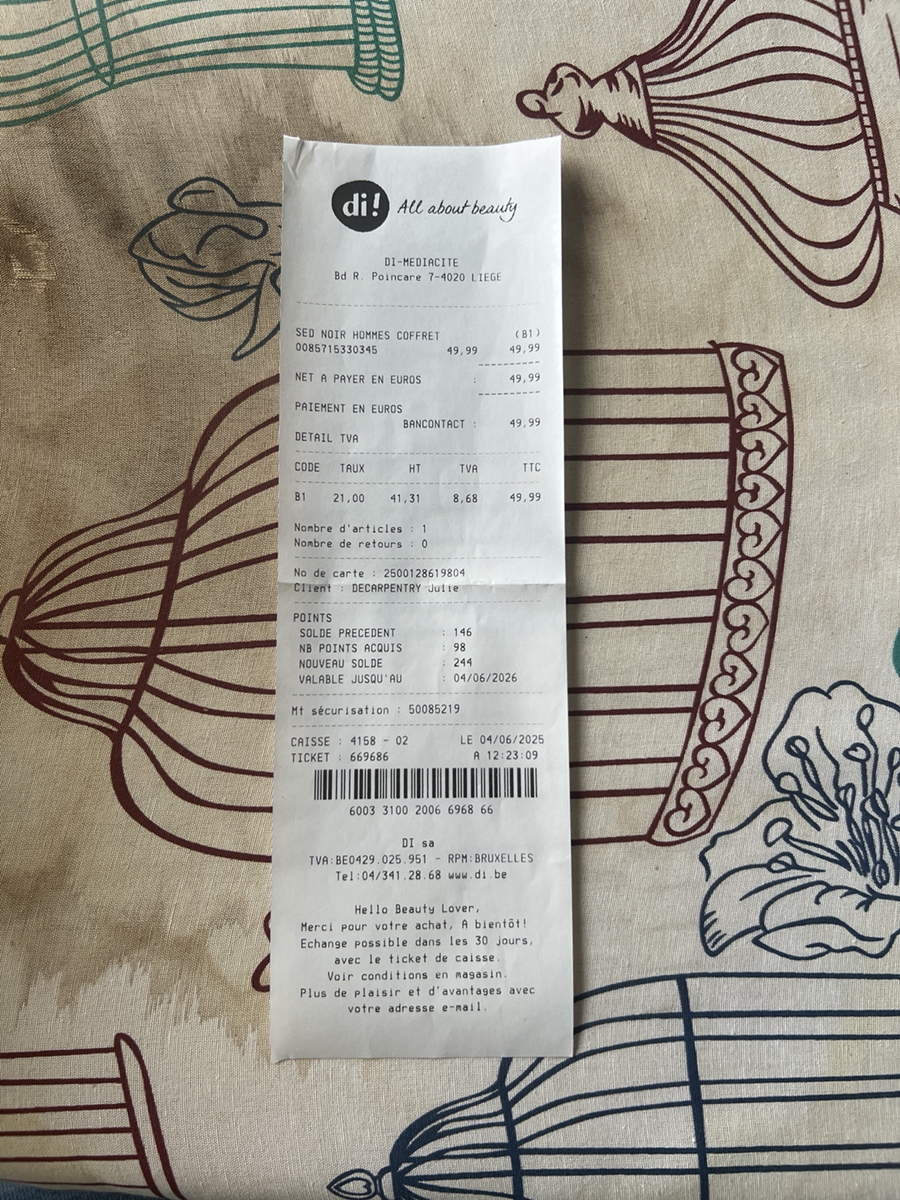 di! All about beauty
DI-MEDIACITE
Bd R. Poincare 7-4020 LIEGE
SED NOIR HOMMES COFFRET (B1)
0085715330345 49,99 49,99
NET A PAYER EN EUROS : 49,99
PAIEMENT EN EUROS
BANCONTACT : 49,99
DETAIL TVA
CODE TAUX HT TVA TTC
B1 21,00 41,31 8,68 49,99
Nombre d'articles : 1
Nombre de retours : 0
No de carte : 2500128619804
Client : DECARPENTRY Julie
POINTS
SOLDE PRECEDENT : 146
NB POINTS ACQUIS : 98
NOUVEAU SOLDE : 244
VALABLE JUSQU'AU : 04/06/2026
Mt sécurisation : 50085219
CAISSE : 4158 - 02 LE 04/06/2025
TICKET : 669686 A 12:23:09
6003 3100 2006 6968 66
DI sa
TVA:BE0429.025.951 - RPM:BRUXELLES
Tel:04/341.28.68 www.di.be
Hello Beauty Lover,
Merci pour votre achat, A bientôt!
Echange possible dans les 30 jours,
avec le ticket de caisse.
Voir conditions en magasin.
Plus de plaisir et d'avantages avec
votre adresse e-mail.